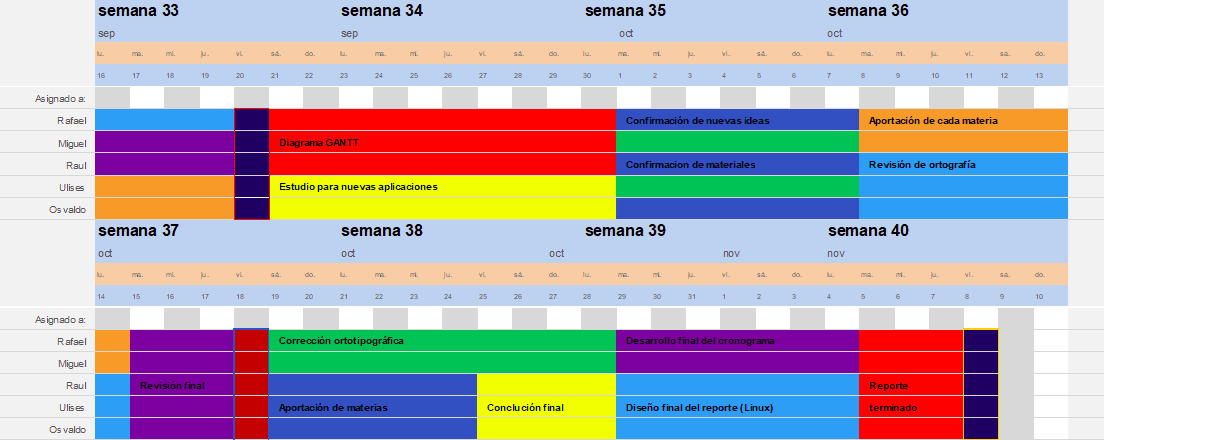 semana 33 semana 34 semana 35 semana 36
sep sep oct oct
lu. ma. mi. ju. vi. sá. do. lu. ma. mi. ju. vi. sá. do. lu. ma. mi. ju. vi. sá. do. lu. ma. mi. ju. vi. sá. do.
16 17 18 19 20 21 22 23 24 25 26 27 28 29 30 1 2 3 4 5 6 7 8 9 10 11 12 13
Asignado a:
Rafael Confirmación de nuevas ideas Aportación de cada materia
Miguel Diagrama GANTT
Raul Confirmacion de materiales Revisión de ortografía
Ulises Estudio para nuevas aplicaciones
Osvaldo
semana 37 semana 38 semana 39 semana 40
oct oct oct nov nov
lu. ma. mi. ju. vi. sá. do. lu. ma. mi. ju. vi. sá. do. lu. ma. mi. ju. vi. sá. do. lu. ma. mi. ju. vi. sa. do.
14 15 16 17 18 19 20 21 22 23 24 25 26 27 28 29 30 31 1 2 3 4 5 6 7 8 9 10
Asignado a:
Rafael Corrección ortotipográfica Desarrollo final del cronograma
Miguel
Raul Revisión final Reporte
Ulises Aportación de materias Conclución final Diseño final del reporte (Linux) terminado
Osvaldo